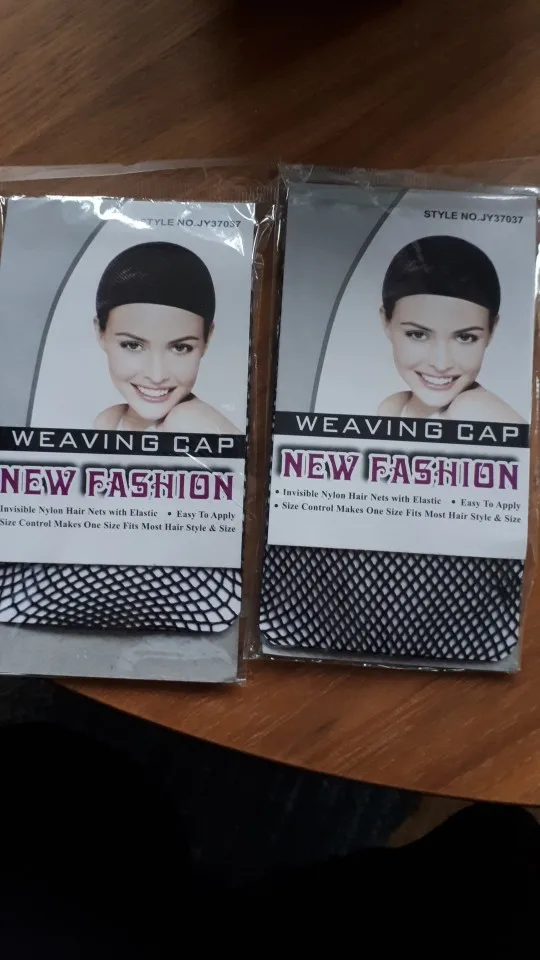 STYLE NO.JY37037
WEAVING CAP
NEW FASHION
Invisible Nylon Hair Nets with Elastic • Easy To Apply
Size Control Makes One Size Fits Most Hair Style & Size
STYLE NO.JY37037
WEAVING CAP
NEW FASHION
• Invisible Nylon Hair Nets with Elastic • Easy To Apply
• Size Control Makes One Size Fits Most Hair Style & Size